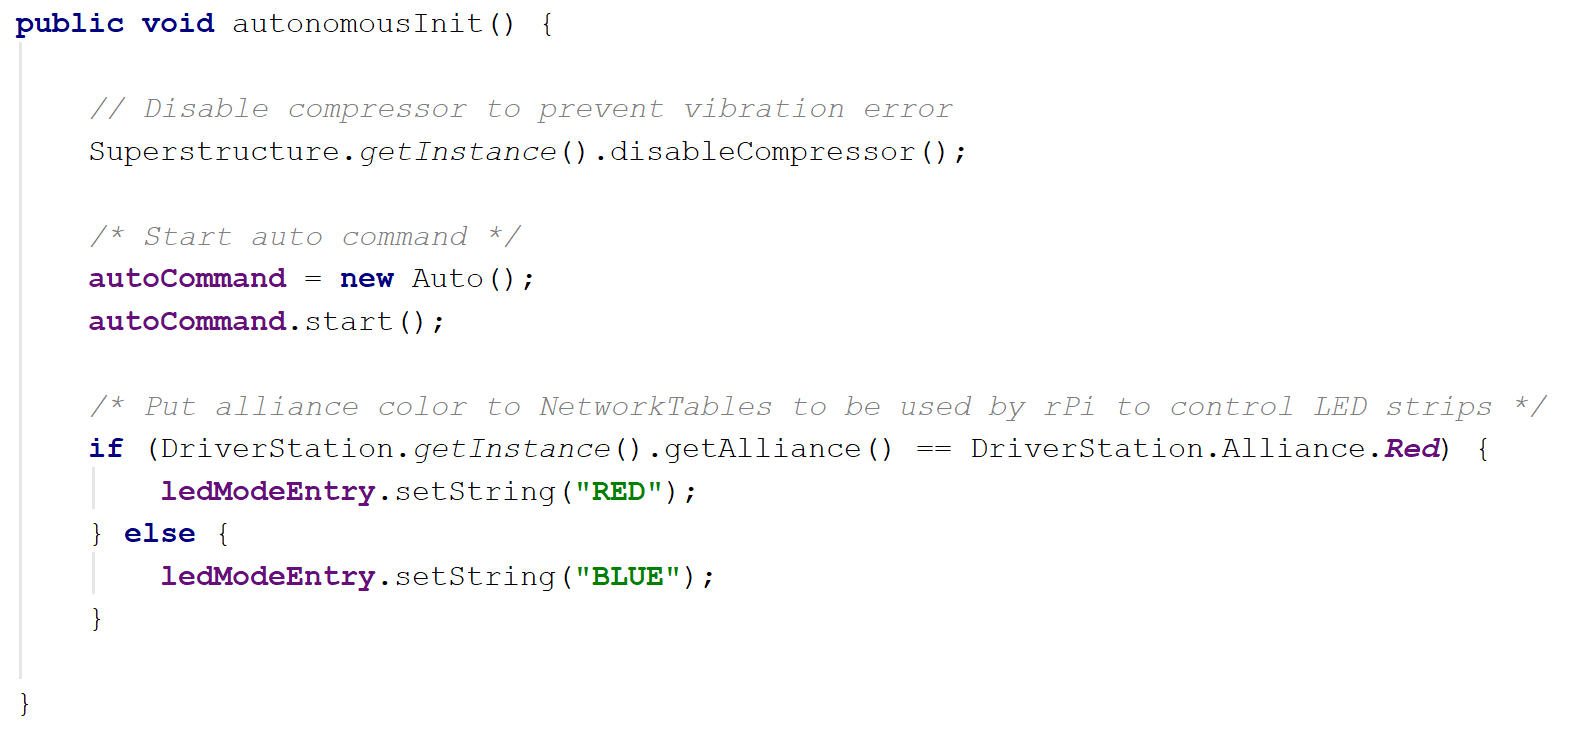 public void autonomousInit() {
// Disable compressor to prevent vibration error
Superstructure.getInstance().disableCompressor();
/* Start auto command */
autoCommand = new Auto();
autoCommand.start();
/* Put alliance color to NetworkTables to be used by rPi to control LED strips */
if (DriverStation.getInstance().getAlliance() == DriverStation.Alliance.Red) {
ledModeEntry.setString("RED");
} else {
ledModeEntry.setString("BLUE");
}
}